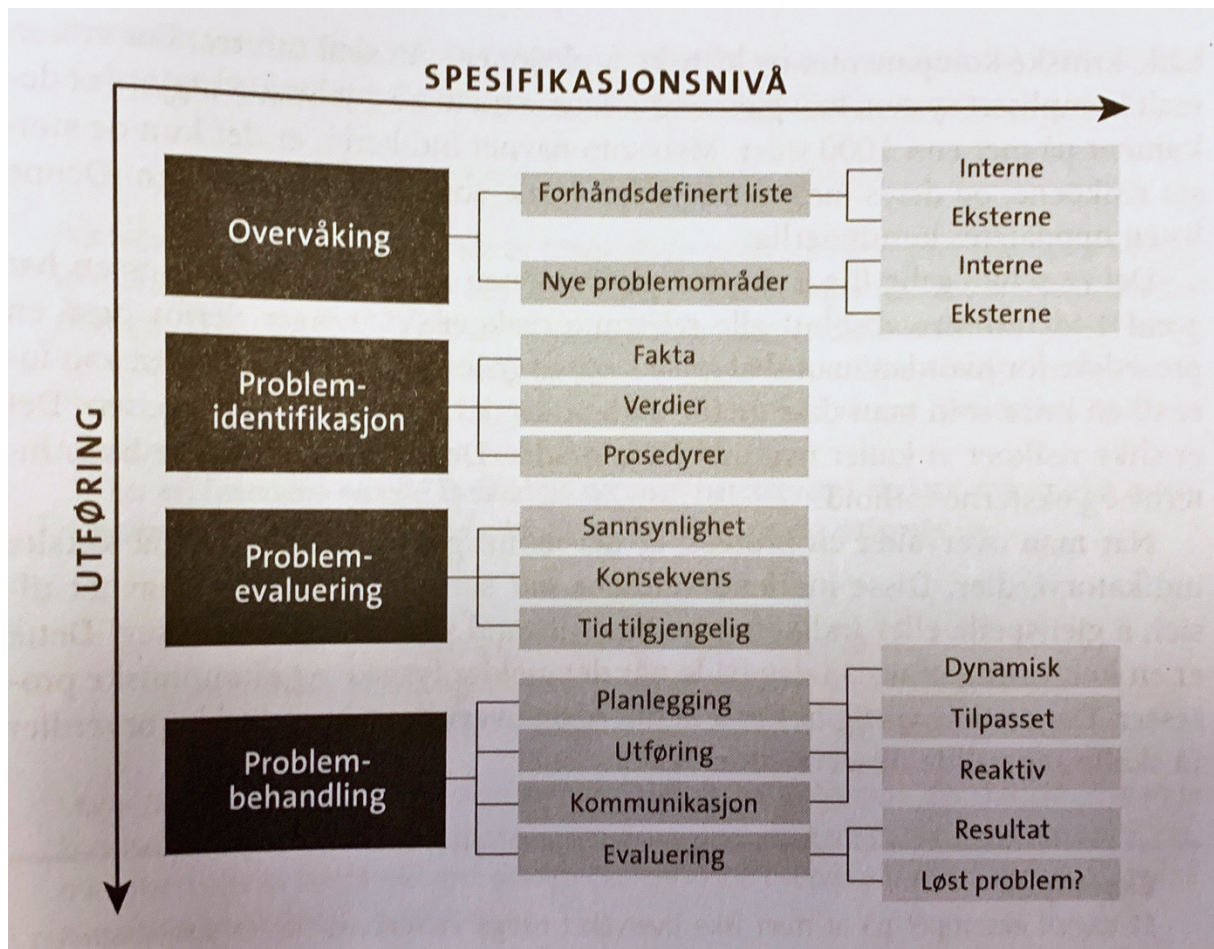 SPESIFIKASJONSNIVÅ
UTFØRING
Overvåking
Forhåndsdefinert liste
Interne
Eksterne
Nye problemområder
Interne
Eksterne
Problem-
identifikasjon
Fakta
Verdier
Prosedyrer
Problem-
evaluering
Sannsynlighet
Konsekvens
Tid tilgjengelig
Problem-
behandling
Planlegging
Utføring
Kommunikasjon
Evaluering
Dynamisk
Tilpasset
Reaktiv
Resultat
Løst problem?